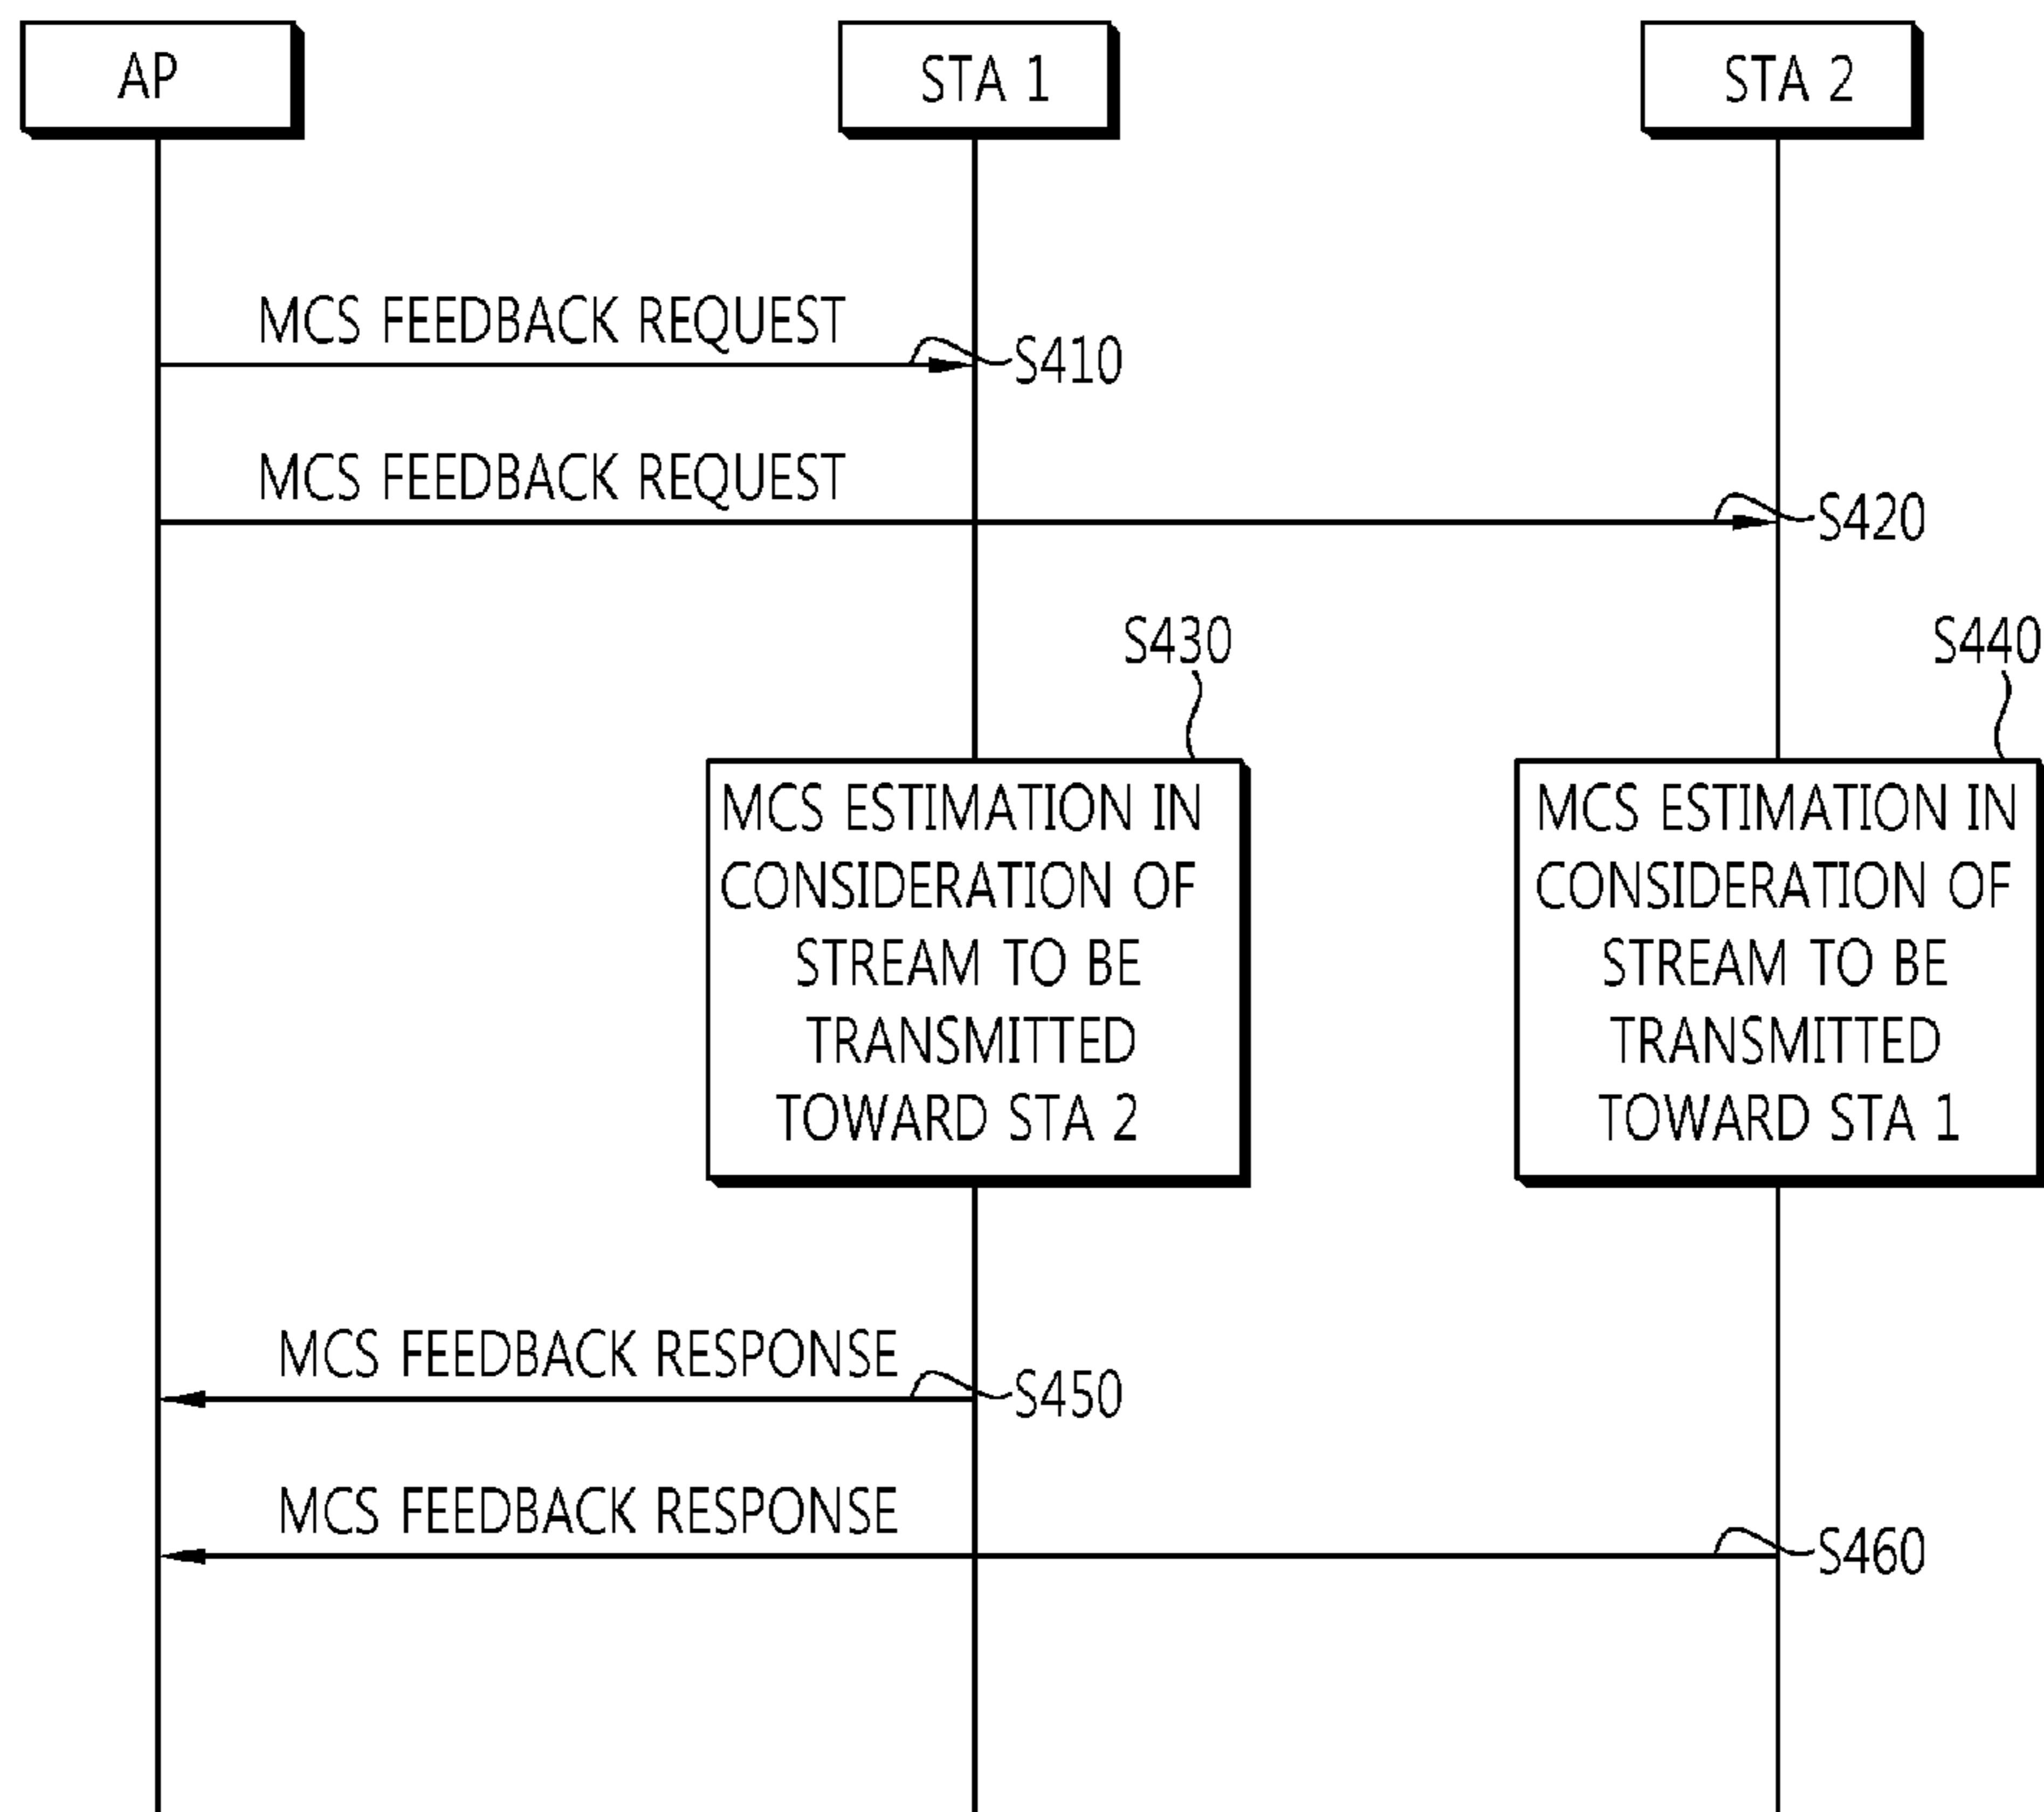 AP
STA 1
STA 2
MCS FEEDBACK REQUEST
S410
MCS FEEDBACK REQUEST
S420
S430
S440
MCS ESTIMATION IN
CONSIDERATION OF
STREAM TO BE
TRANSMITTED
TOWARD STA 2
MCS ESTIMATION IN
CONSIDERATION OF
STREAM TO BE
TRANSMITTED
TOWARD STA 1
MCS FEEDBACK RESPONSE
S450
MCS FEEDBACK RESPONSE
S460